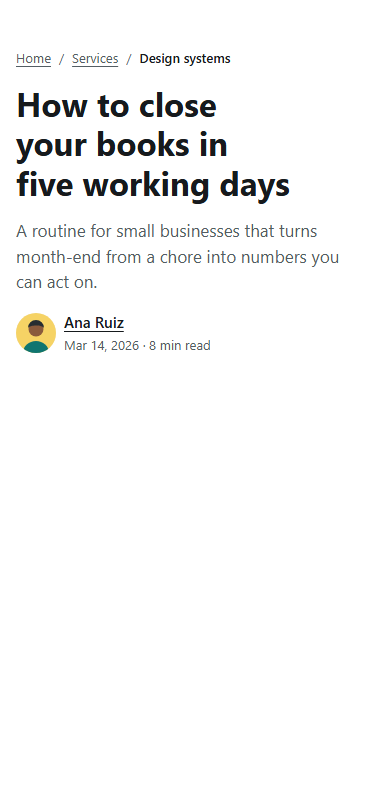 Home / Services / Design systems
How to close
your books in
five working days
A routine for small businesses that turns
month-end from a chore into numbers you
can act on.
Ana Ruiz
Mar 14, 2026 · 8 min read